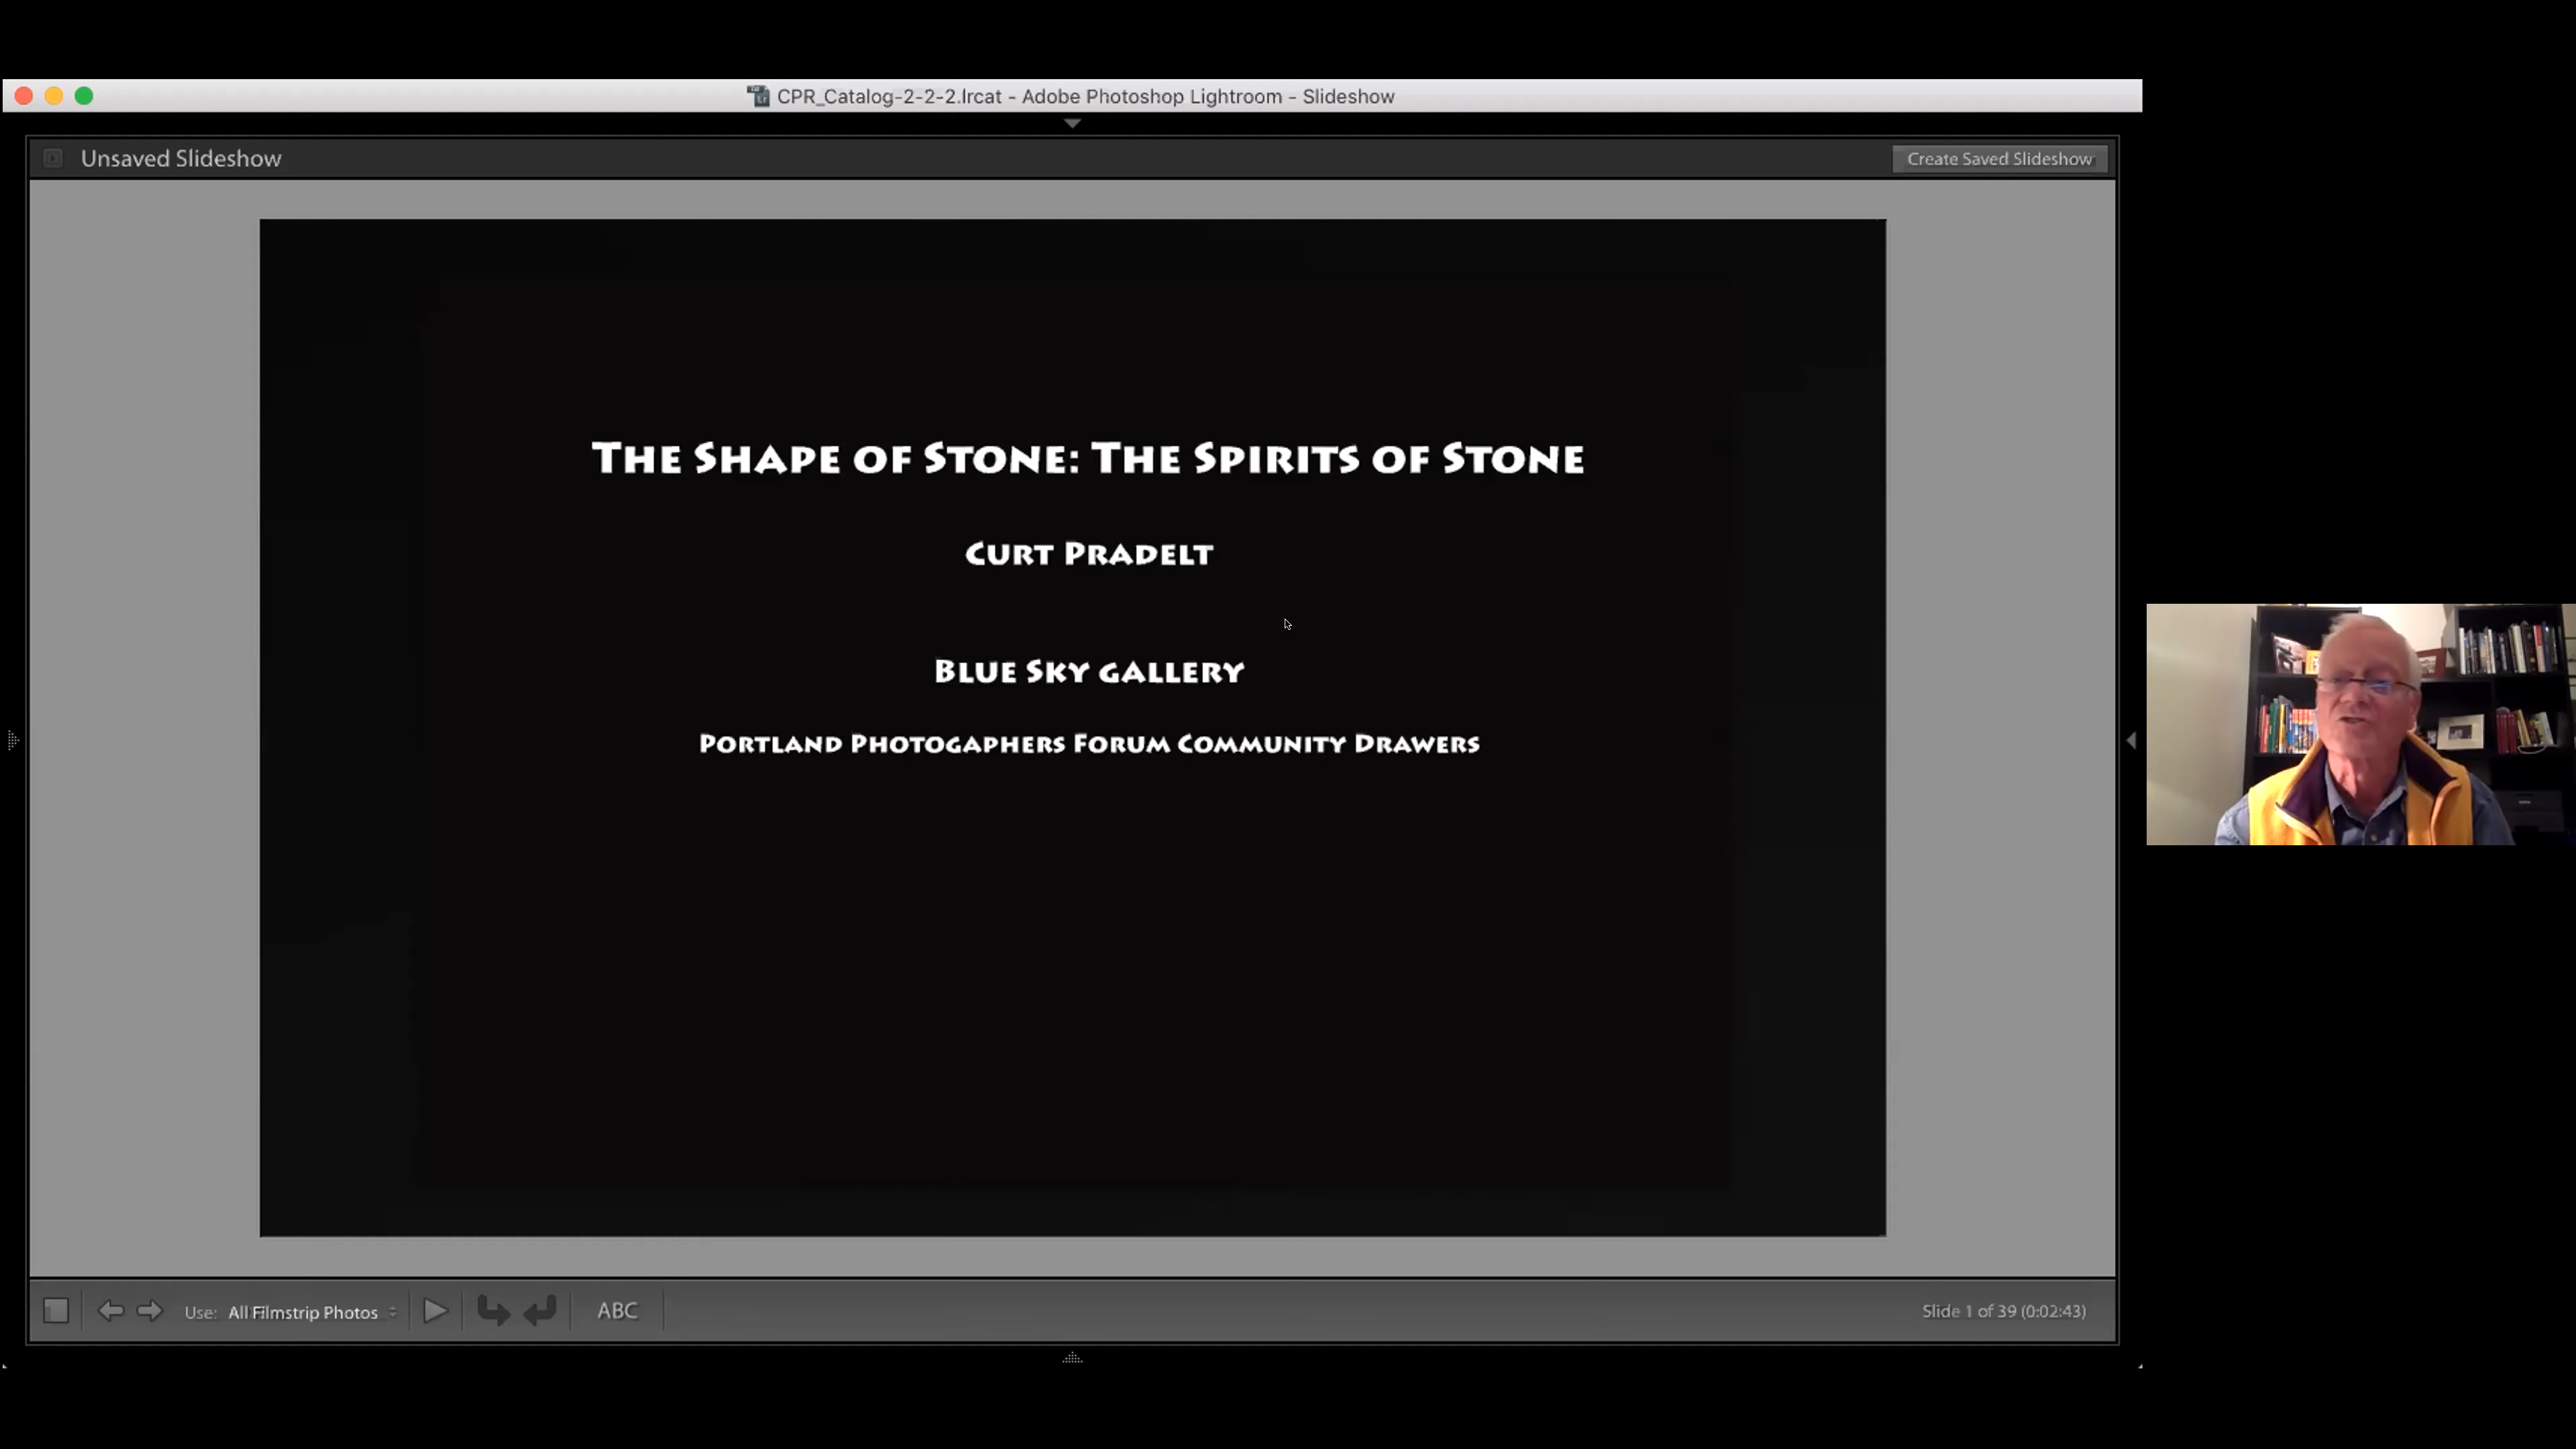 CPR_Catalog-2-2-2.lrcat - Adobe Photoshop Lightroom - Slideshow
Unsaved Slideshow
Create Saved Slideshow
The Shape of Stone: The Spirits of Stone
Curt Pradelt
Blue Sky gallery
Portland Photogaphers Forum Community Drawers
Use: All Filmstrip Photos
ABC
Slide 1 of 39 (0:02:43)